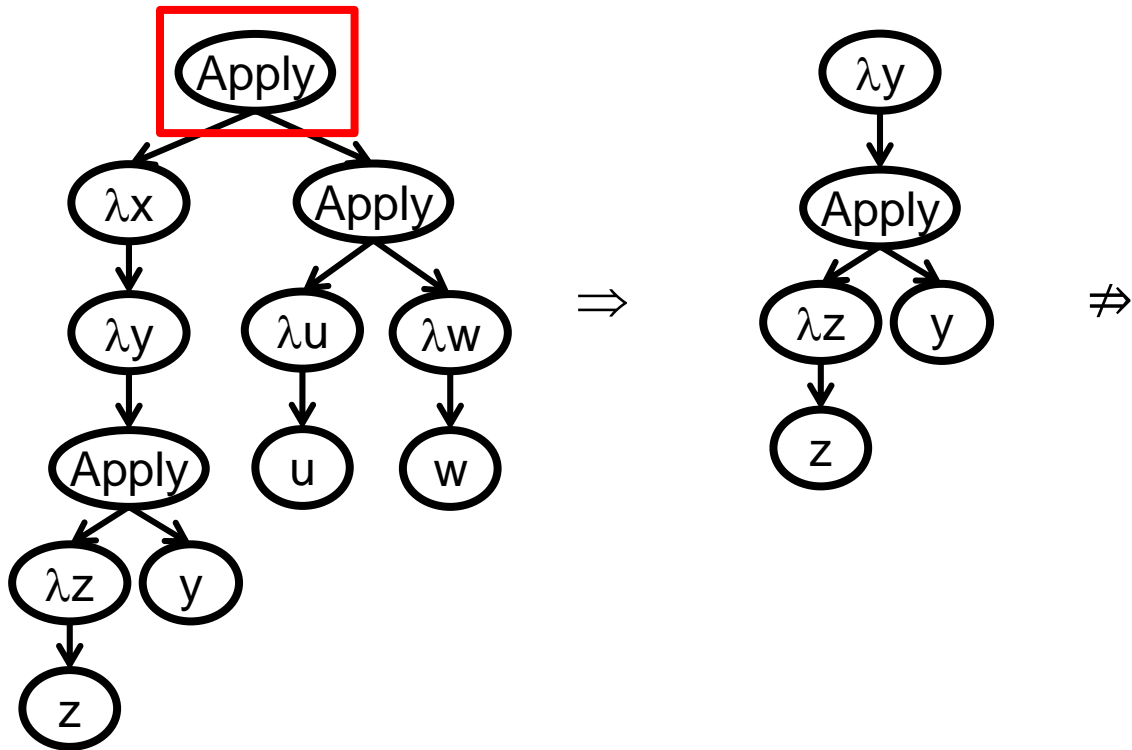 Apply λy
λx Apply Apply
λy λu λw ⇒ λz y ⇏
Apply u w z
λz y
z